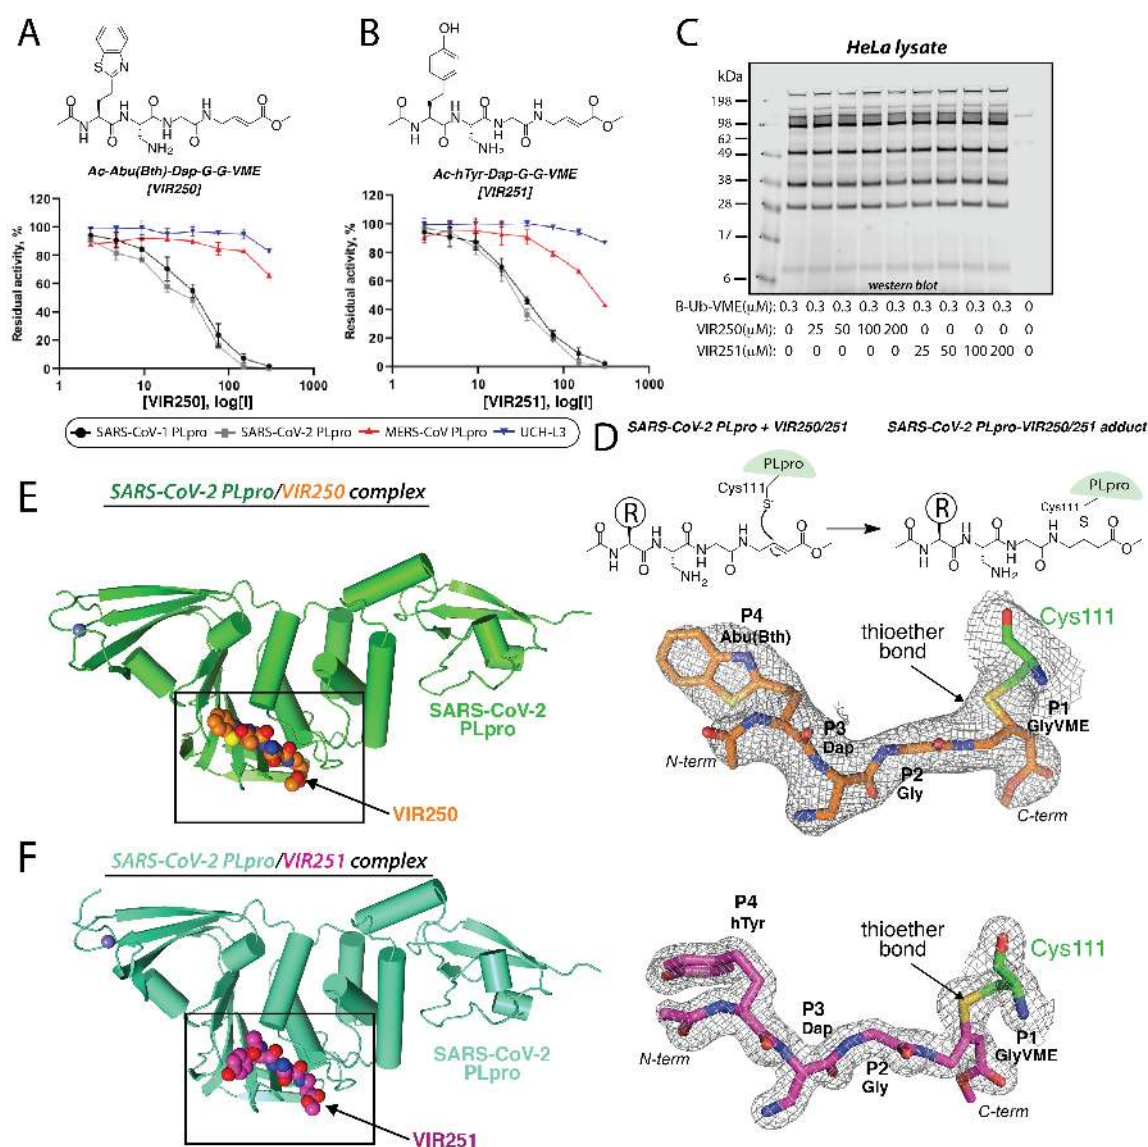 A
B
C
HeLa lysate
OH
S
N
O
H
N
O
NH2
Ac-Abu(Bth)-Dap-G-G-VME
[VIR250]
Ac-hTyr-Dap-G-G-VME
[VIR251]
kDa
198
98
62
49
38
28
17
6
western blot
B-Ub-VME(μM): 0.3 0.3 0.3 0.3 0.3 0.3 0.3 0.3 0.3 0
VIR250(μM): 0 25 50 100 200 0 0 0 0 0
VIR251(μM): 0 0 0 0 0 25 50 100 200 0
Residual activity, %
120
100
80
60
40
20
0
1 10 100 1000
[VIR250], log[I]
Residual activity, %
120
100
80
60
40
20
0
1 10 100 1000
[VIR251], log[I]
SARS-CoV-1 PLpro SARS-CoV-2 PLpro MERS-CoV PLpro UCH-L3
D
SARS-CoV-2 PLpro + VIR250/251
SARS-CoV-2 PLpro-VIR250/251 adduct
PLpro
Cys111
S-
R
NH2
PLpro
Cys111
S
R
NH2
E
SARS-CoV-2 PLpro/VIR250 complex
SARS-CoV-2
PLpro
VIR250
P4
Abu(Bth)
thioether
bond
Cys111
P3
Dap
P1
GlyVME
N-term
P2
Gly
C-term
F
SARS-CoV-2 PLpro/VIR251 complex
SARS-CoV-2
PLpro
VIR251
P4
hTyr
thioether
bond
Cys111
P3
Dap
P1
GlyVME
N-term
P2
Gly
C-term